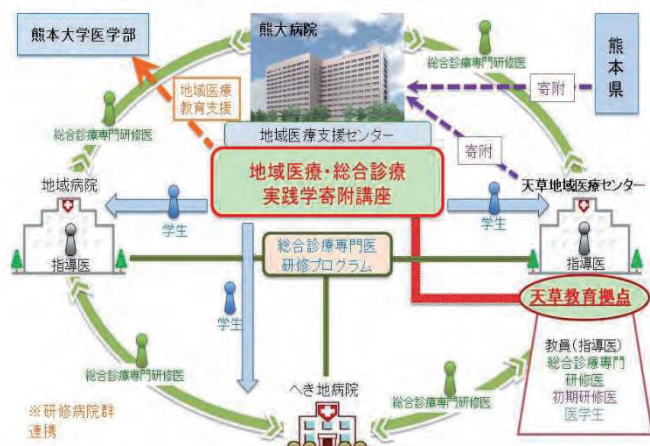 熊本大学医学部
熊大病院
熊本県
総合診療専門研修医
寄附
地域医療
教育支援
総合診療専門研修医
地域医療支援センター
寄附
地域医療・総合診療
実践学寄附講座
地域病院
天草地域医療センター
学生
学生
指導医
総合診療専門医
研修プログラム
指導医
学生
天草教育拠点
教員(指導医)
総合診療専門
研修医
初期研修医
医学生
総合診療専門研修医
総合診療専門研修医
へき地病院
※研修病院群
連携